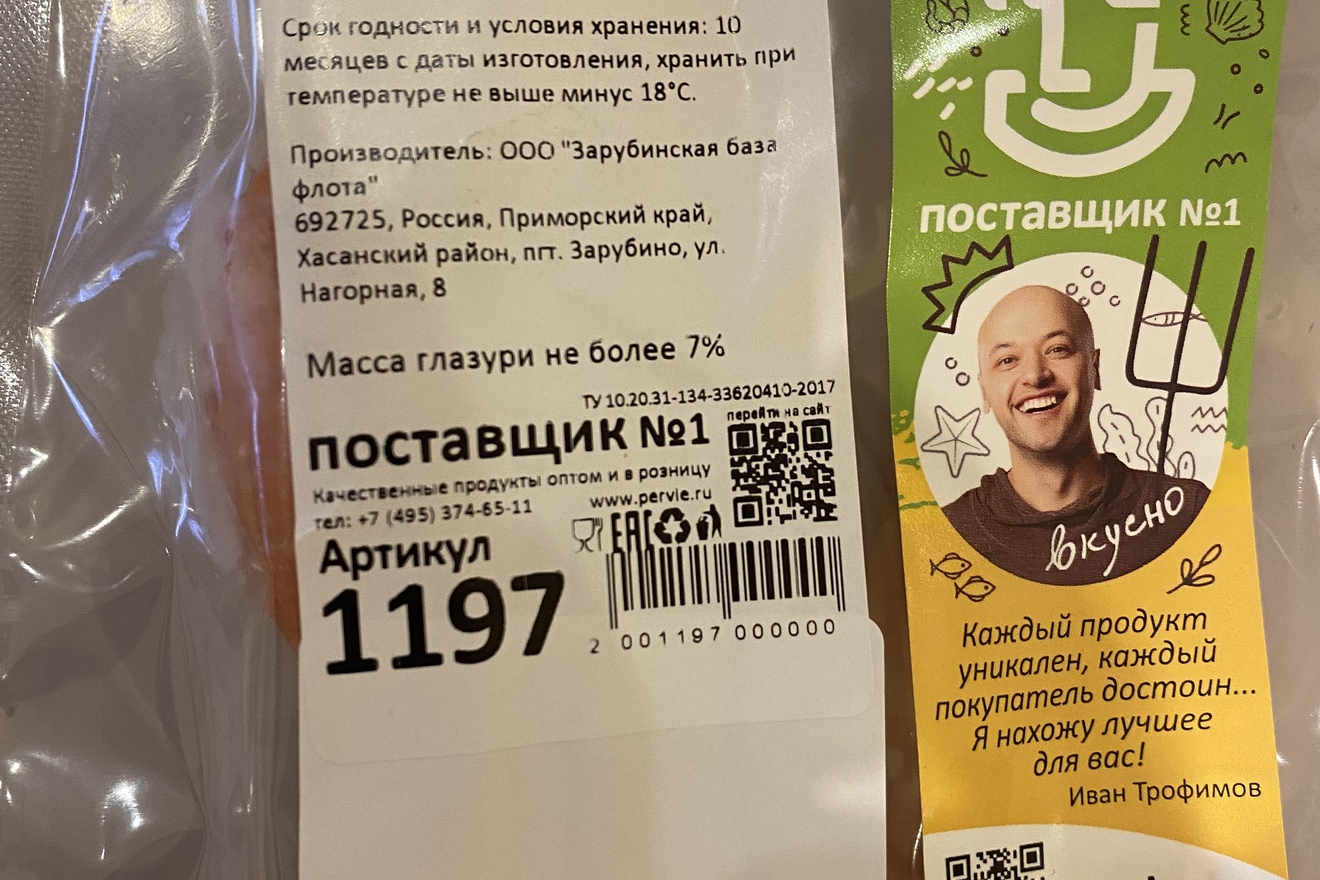 Срок годности и условия хранения: 10
месяцев с даты изготовления, хранить при
температуре не выше минус 18°С.
Производитель: ООО "Зарубинская база
флота"
692725, Россия, Приморский край,
Хасанский район, пгт. Зарубино, ул.
Нагорная, 8
Масса глазури не более 7%
ТУ 10.20.31-134-33620410-2017
поставщик №1
перейти на сайт
Качественные продукты оптом и в розницу
тел: +7 (495) 374-65-11
www.pervie.ru
EAC
Артикул
1197
2 001197 000000
поставщик №1
вкусно
Каждый продукт
уникален, каждый
покупатель достоин...
Я нахожу лучшее
для вас!
Иван Трофимов